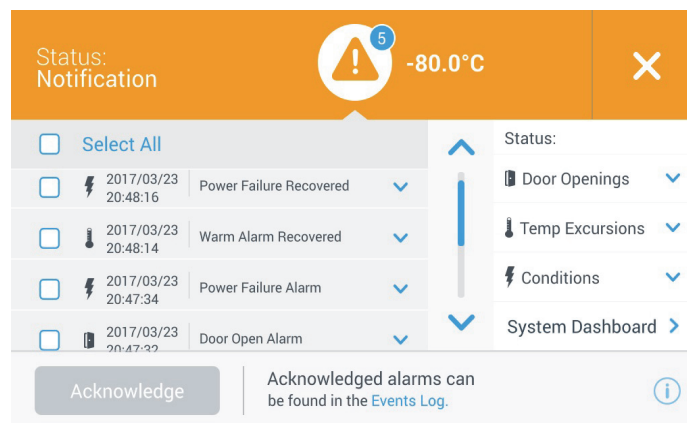 Status:
Notification
5
-80.0°C
Select All
2017/03/23
20:48:16
Power Failure Recovered
2017/03/23
20:48:14
Warm Alarm Recovered
2017/03/23
20:47:34
Power Failure Alarm
2017/03/23
20:47:32
Door Open Alarm
Status:
Door Openings
Temp Excursions
Conditions
System Dashboard
Acknowledge
Acknowledged alarms can
be found in the Events Log.